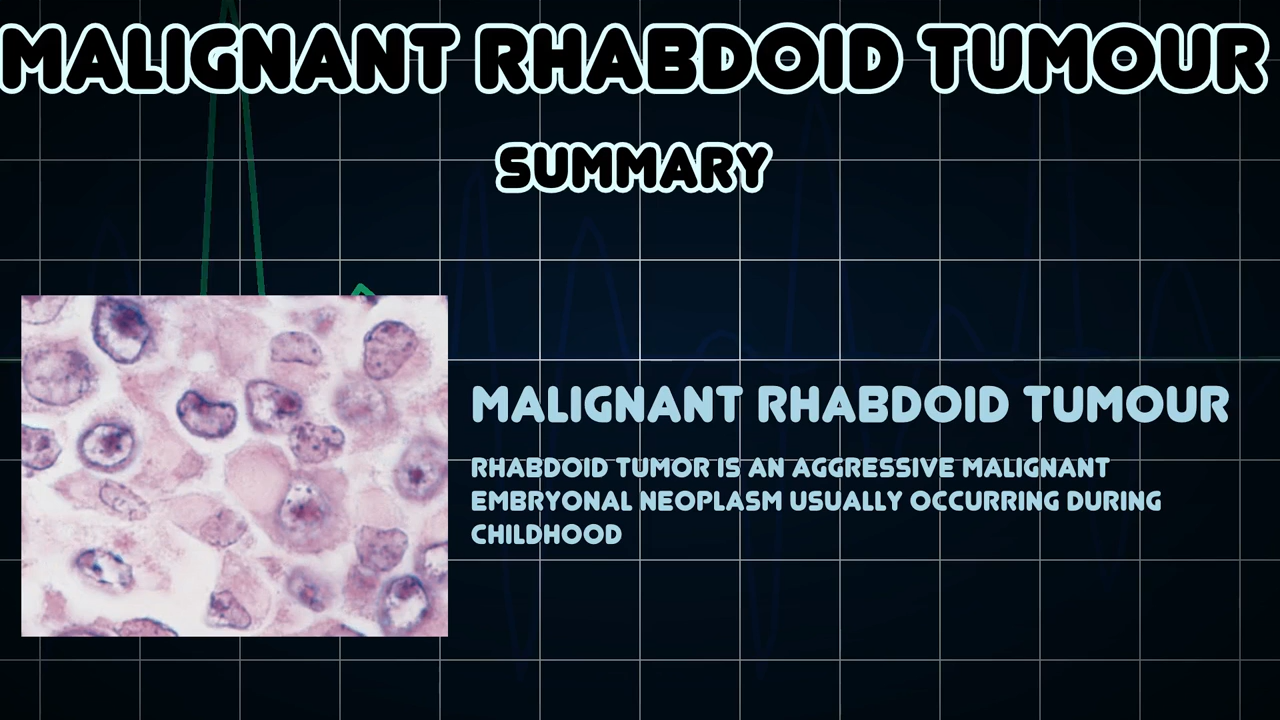 MALIGNANT RHABDOID TUMOUR
SUMMARY
MALIGNANT RHABDOID TUMOUR
RHABDOID TUMOR IS AN AGGRESSIVE MALIGNANT
EMBRYONAL NEOPLASM USUALLY OCCURRING DURING
CHILDHOOD